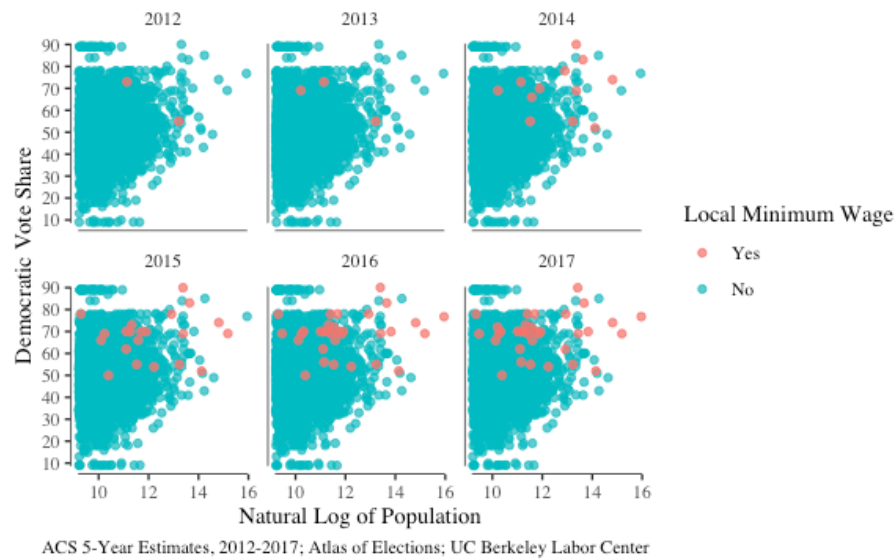 2012 2013 2014
90
80
70
60
50
40
30
20
10
Democratic Vote Share
2015 2016 2017
90
80
70
60
50
40
30
20
10
10 12 14 16 10 12 14 16 10 12 14 16
Natural Log of Population
Local Minimum Wage
Yes
No
ACS 5-Year Estimates, 2012-2017; Atlas of Elections; UC Berkeley Labor Center